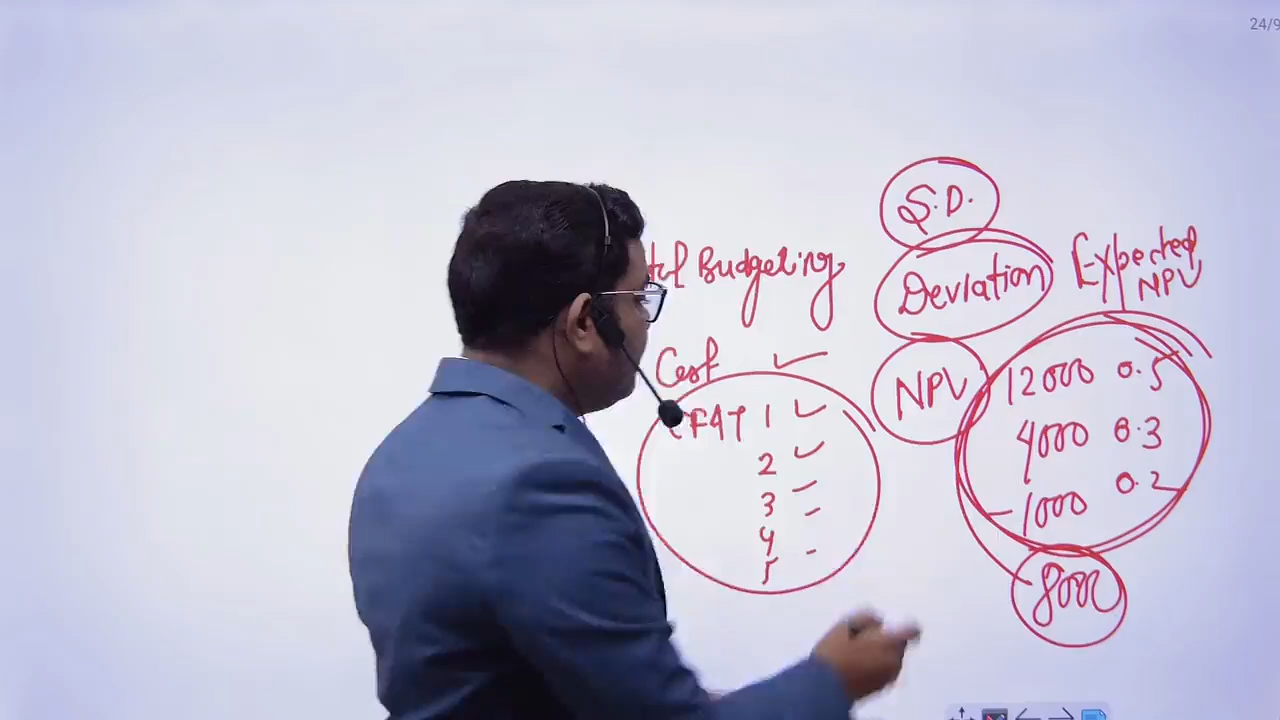 24/9
S.D.
Budgeting
Deviation
Expected
NPV
Cost
NPV
12000 0.5
1
4000 0.3
2
-1000 0.2
3
4
5
8000